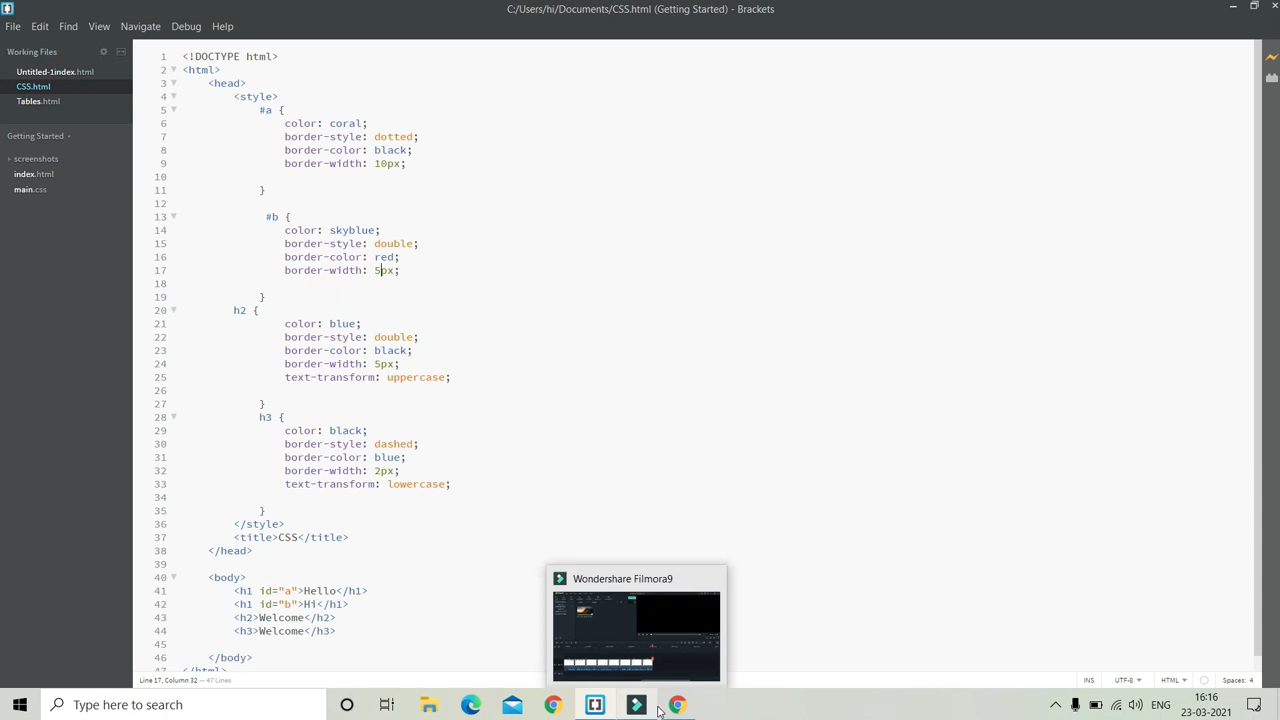 C:/Users/hi/Documents/CSS.html (Getting Started) - Brackets
File Edit Find View Navigate Debug Help
Working Files
Untitled-1index.html
CSS.html
Tables.html
Getting Started
screenshots
index.html
main.css
1 <!DOCTYPE html>
2 <html>
3 <head>
4 <style>
5 #a {
6 color: coral;
7 border-style: dotted;
8 border-color: black;
9 border-width: 10px;
10
11 }
12
13 #b {
14 color: skyblue;
15 border-style: double;
16 border-color: red;
17 border-width: 5px;
18
19 }
20 h2 {
21 color: blue;
22 border-style: double;
23 border-color: black;
24 border-width: 5px;
25 text-transform: uppercase;
26
27 }
28 h3 {
29 color: black;
30 border-style: dashed;
31 border-color: blue;
32 border-width: 2px;
33 text-transform: lowercase;
34
35 }
36 </style>
37 <title>CSS</title>
38 </head>
39
40 <body>
41 <h1 id="a">Hello</h1>
42 <h1 id="b">Hi</h1>
43 <h2>Welcome</h2>
44 <h3>Welcome</h3>
45
46 </body>
47 </html>
Wondershare Filmora9
Line 17, Column 32 — 47 Lines
INS UTF-8 HTML Spaces: 4
Type here to search
ENG
16:16
23-03-2021